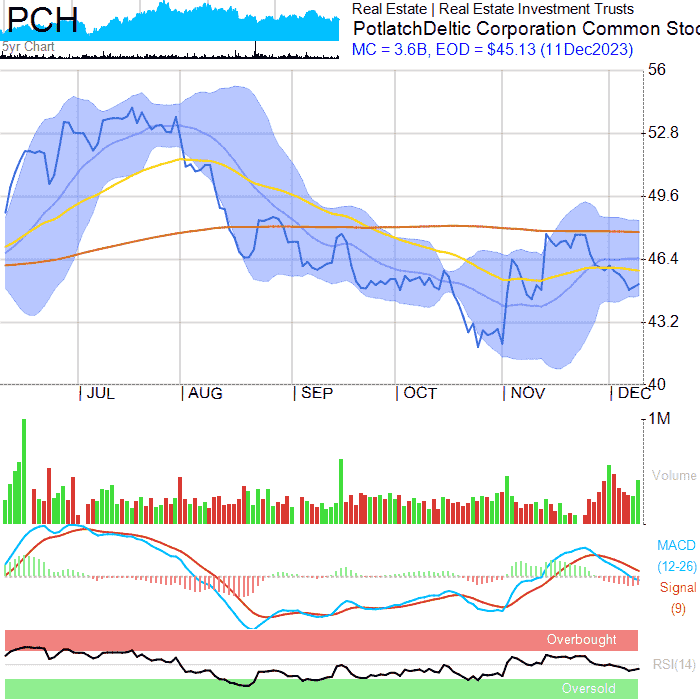 PCH
Real Estate | Real Estate Investment Trusts
PotlatchDeltic Corporation Common Stoc
MC = 3.6B, EOD = $45.13 (11Dec2023)
5yr Chart
56
52.8
49.6
46.4
43.2
40
| JUL | AUG | SEP | OCT | NOV | DEC
1M
Volume
MACD
(12-26)
Signal
(9)
Overbought
RSI(14)
Oversold